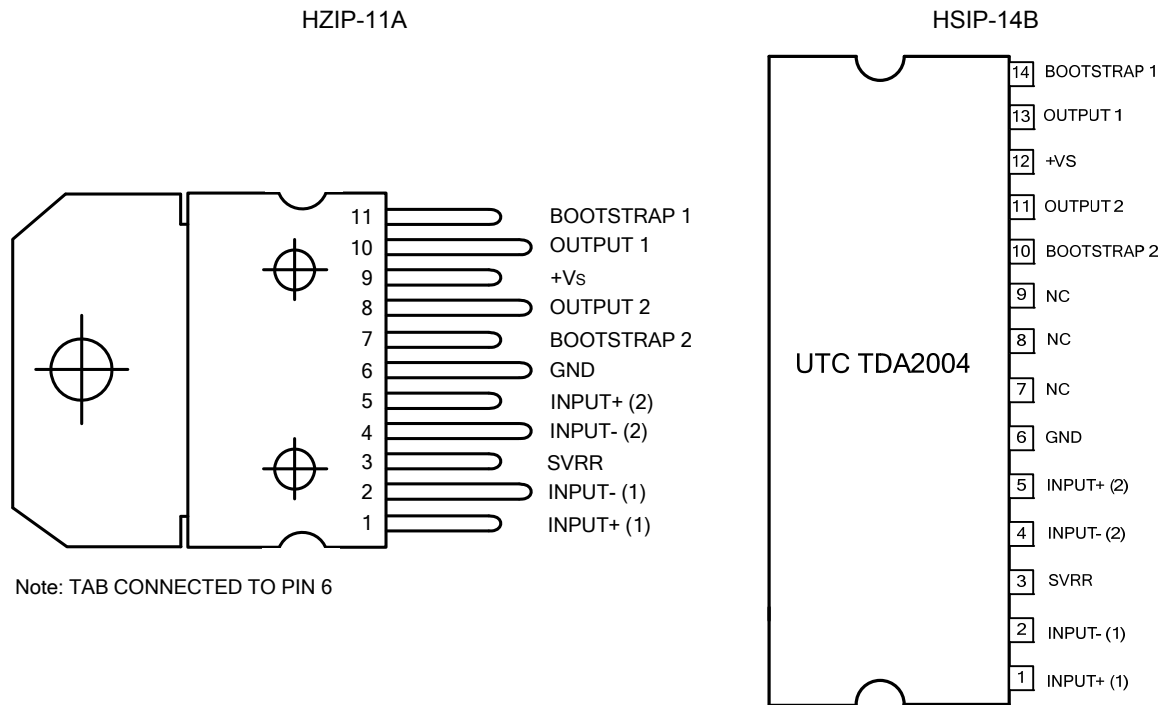 HZIP-11A
11 BOOTSTRAP 1
10 OUTPUT 1
9 +Vs
8 OUTPUT 2
7 BOOTSTRAP 2
6 GND
5 INPUT+ (2)
4 INPUT- (2)
3 SVRR
2 INPUT- (1)
1 INPUT+ (1)
Note: TAB CONNECTED TO PIN 6
HSIP-14B
UTC TDA2004
14 BOOTSTRAP 1
13 OUTPUT 1
12 +VS
11 OUTPUT 2
10 BOOTSTRAP 2
9 NC
8 NC
7 NC
6 GND
5 INPUT+ (2)
4 INPUT- (2)
3 SVRR
2 INPUT- (1)
1 INPUT+ (1)